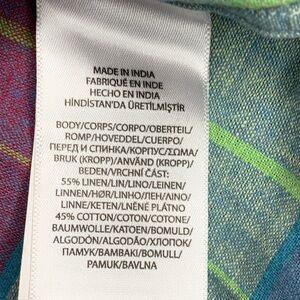 MADE IN INDIA
FABRIQUÉ EN INDE
HECHO EN INDIA
HİNDİSTAN'DA ÜRETİLMİŞTİR
BODY/CORPS/CORPO/OBERTEIL/
ROMP/HOVEDDEL/CUERPO/
ПЕРЕД И СПИНКА/КОРПУС/ΣΩΜΑ/
BRUK (KROPP)/ANVÄND (KROPP)/
BEDEN/VRCHNÍ ČÁST:
55% LINEN/LIN/LINO/LEINEN/
LINNEN/HØR/LINHO/ЛЕН/ΛΙΝΟ/
LINNE/KETEN/LNĚNÉ PLÁTNO
45% COTTON/COTON/COTONE/
BAUMWOLLE/KATOEN/BOMULD/
ALGODÓN/ALGODÃO/ХЛОПОК/
ΠΑΜΥΚ/BAMBAKI/BOMULL/
PAMUK/BAVLNA